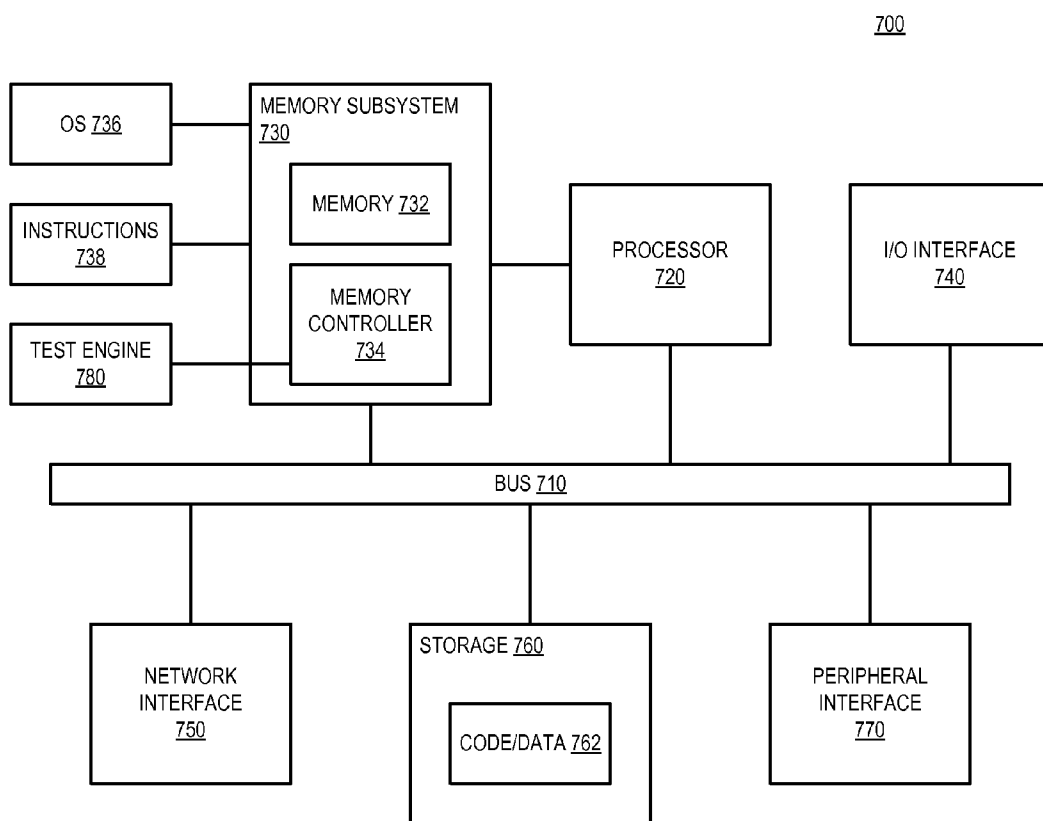 700
OS 736
INSTRUCTIONS
738
TEST ENGINE
780
MEMORY SUBSYSTEM
730
MEMORY 732
MEMORY
CONTROLLER
734
PROCESSOR
720
I/O INTERFACE
740
BUS 710
NETWORK
INTERFACE
750
STORAGE 760
CODE/DATA 762
PERIPHERAL
INTERFACE
770